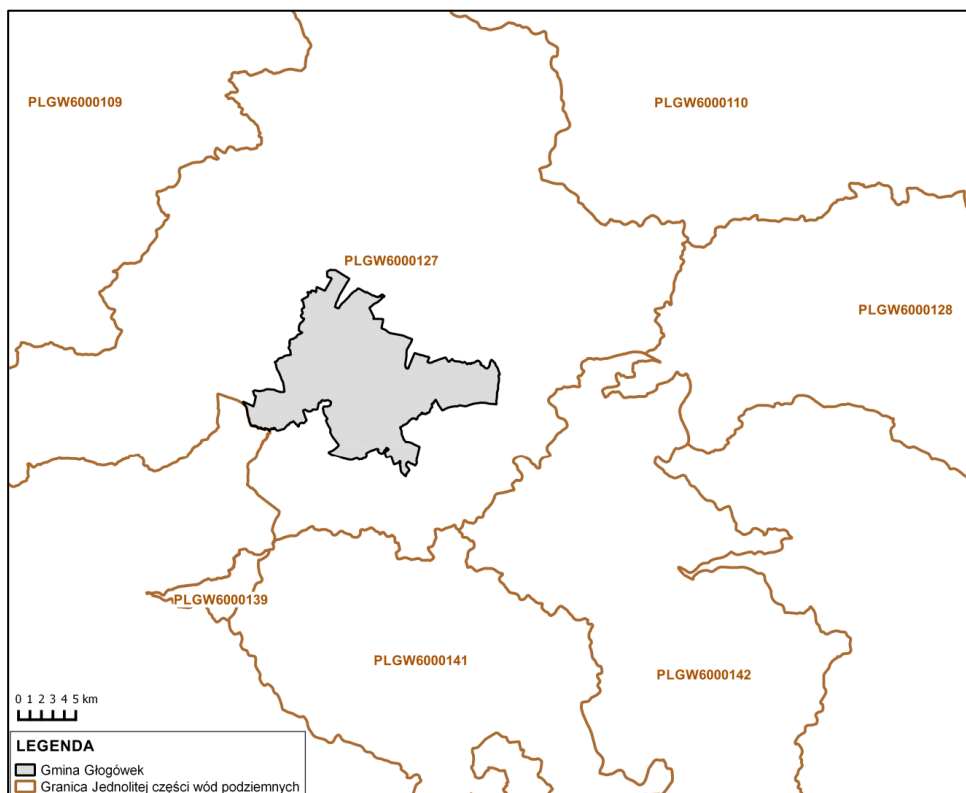 PLGW6000109
PLGW6000110
PLGW6000127
PLGW6000128
PLGW6000139
PLGW6000141
PLGW6000142
0 1 2 3 4 5 km
LEGENDA
Gmina Głogówek
Granica Jednolitej części wód podziemnych